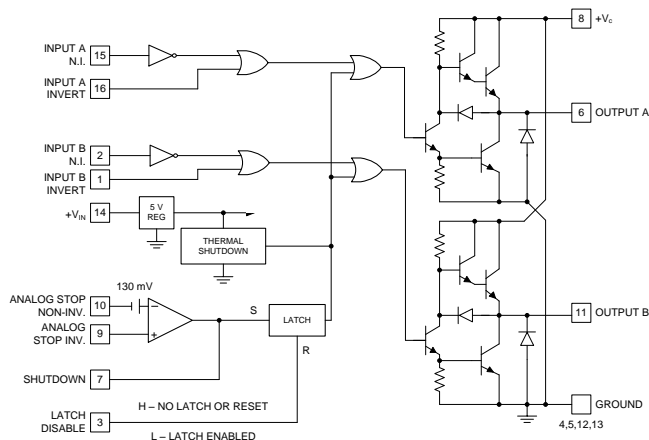 INPUT A
N.I.
15
INPUT A
INVERT
16
INPUT B
N.I.
2
INPUT B
INVERT
1
+VIN
14
5 V
REG
THERMAL
SHUTDOWN
130 mV
ANALOG STOP
NON-INV.
10
−
ANALOG
STOP INV.
9
+
S
LATCH
R
SHUTDOWN
7
LATCH
DISABLE
3
H – NO LATCH OR RESET
L – LATCH ENABLED
8
+Vc
6
OUTPUT A
11
OUTPUT B
GROUND
4,5,12,13